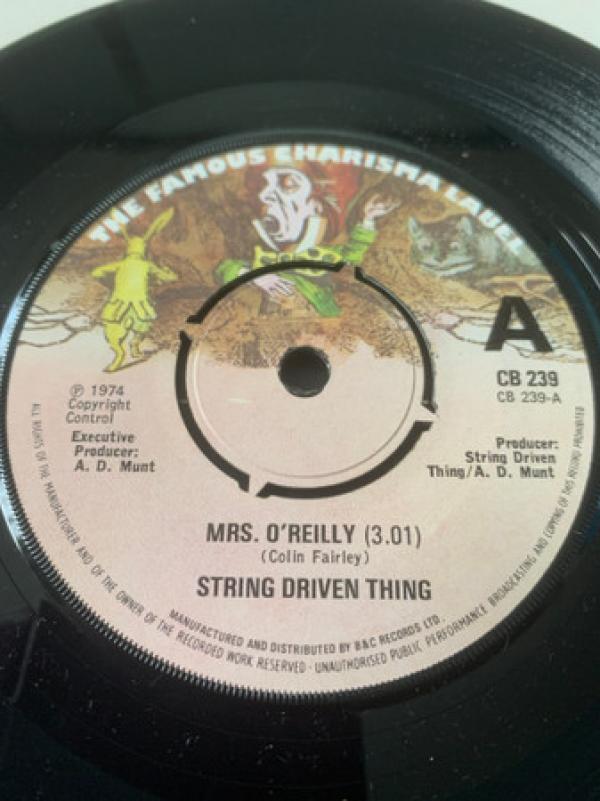 THE FAMOUS CHARISMA LABEL
A
CB 239
CB 239-A
℗ 1974
Copyright
Control
Executive
Producer:
A. D. Munt
Producer:
String Driven
Thing/A. D. Munt
MRS. O'REILLY (3.01)
(Colin Fairley)
STRING DRIVEN THING
MANUFACTURED AND DISTRIBUTED BY B&C RECORDS LTD.
ALL RIGHTS OF THE MANUFACTURER AND OF THE OWNER OF THE RECORDED WORK RESERVED · UNAUTHORISED PUBLIC PERFORMANCE BROADCASTING AND COPYING OF THIS RECORD PROHIBITED